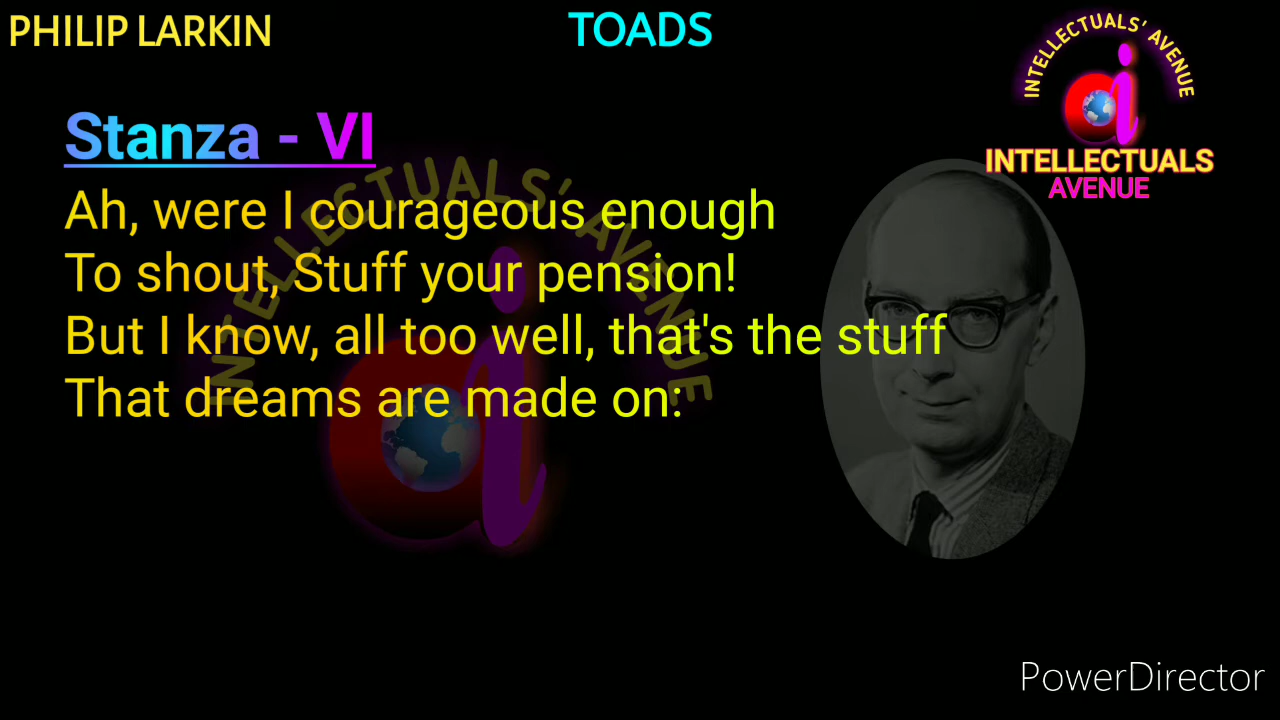 PHILIP LARKIN
TOADS
INTELLECTUALS' AVENUE
INTELLECTUALS
AVENUE
Stanza - VI
Ah, were I courageous enough
To shout, Stuff your pension!
But I know, all too well, that's the stuff
That dreams are made on:
INTELLECTUALS' AVENUE
PowerDirector